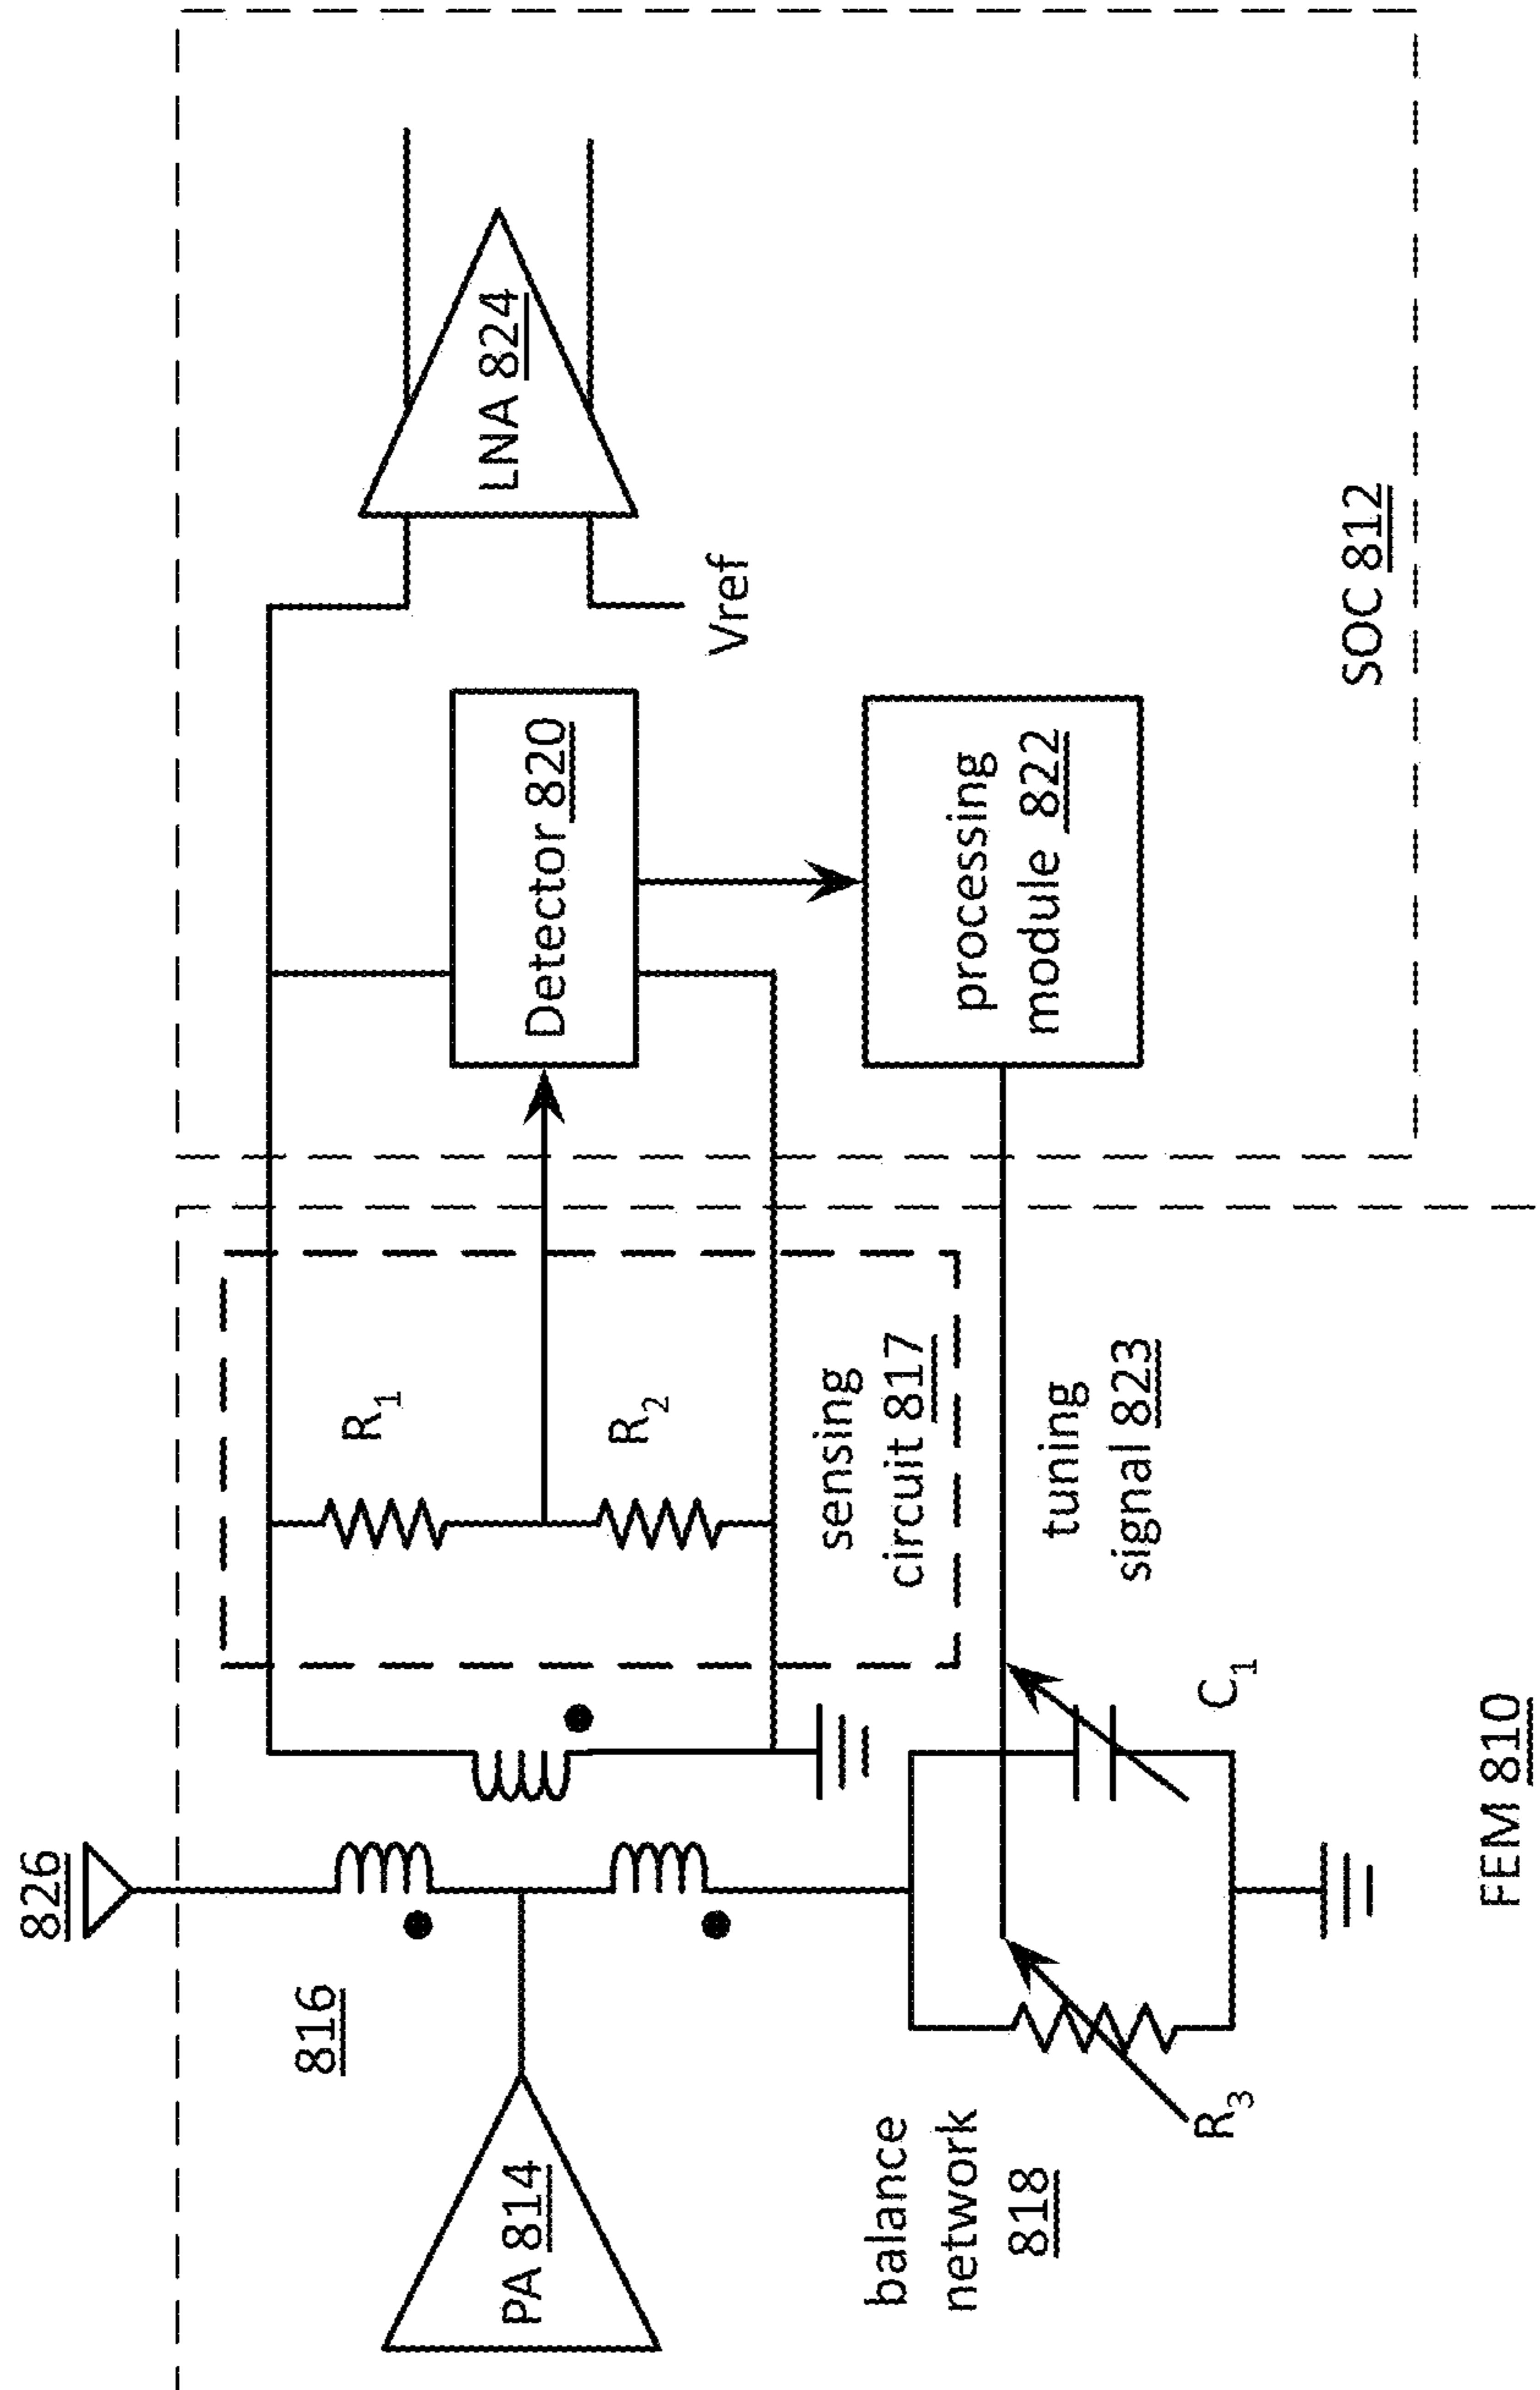 826
816
PA 814
balance
network
818
R3
C1
FEM 810
R1
R2
sensing
circuit 817
tuning
signal 823
Detector 820
processing
module 822
LNA 824
Vref
SOC 812